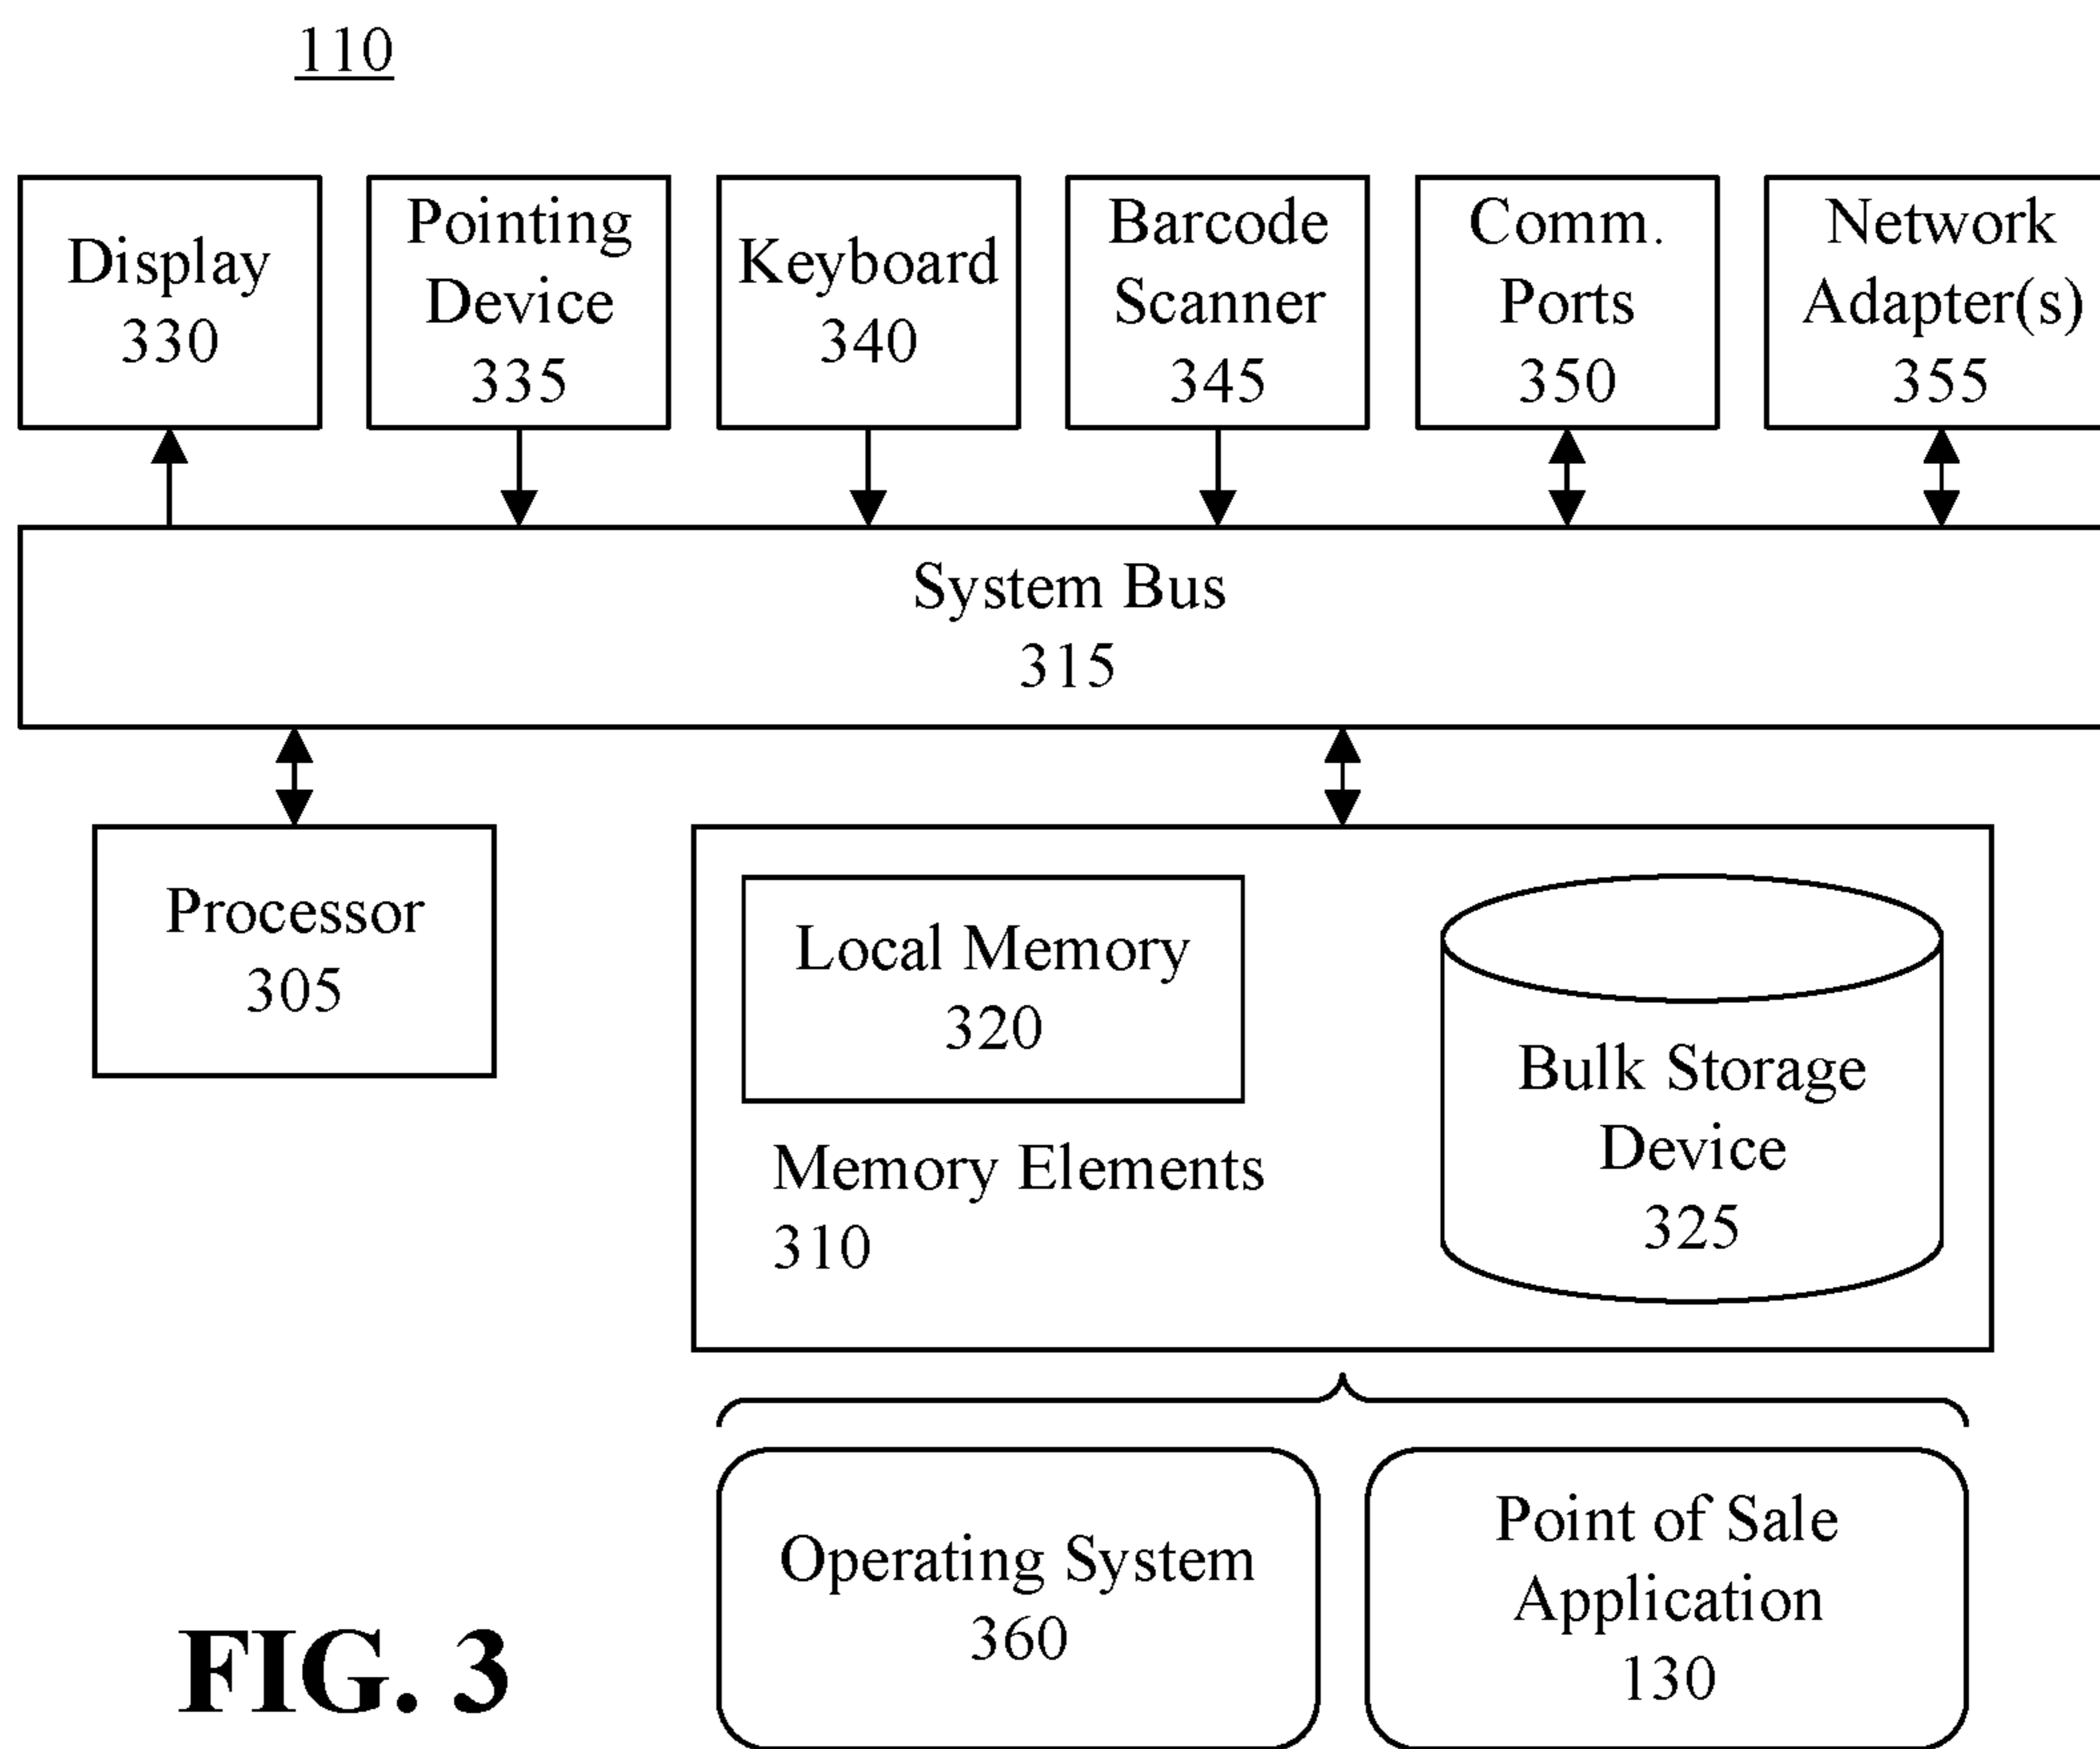 110
Display
330
Pointing
Device
335
Keyboard
340
Barcode
Scanner
345
Comm.
Ports
350
Network
Adapter(s)
355
System Bus
315
Processor
305
Local Memory
320
Memory Elements
310
Bulk Storage
Device
325
Operating System
360
Point of Sale
Application
130
FIG. 3